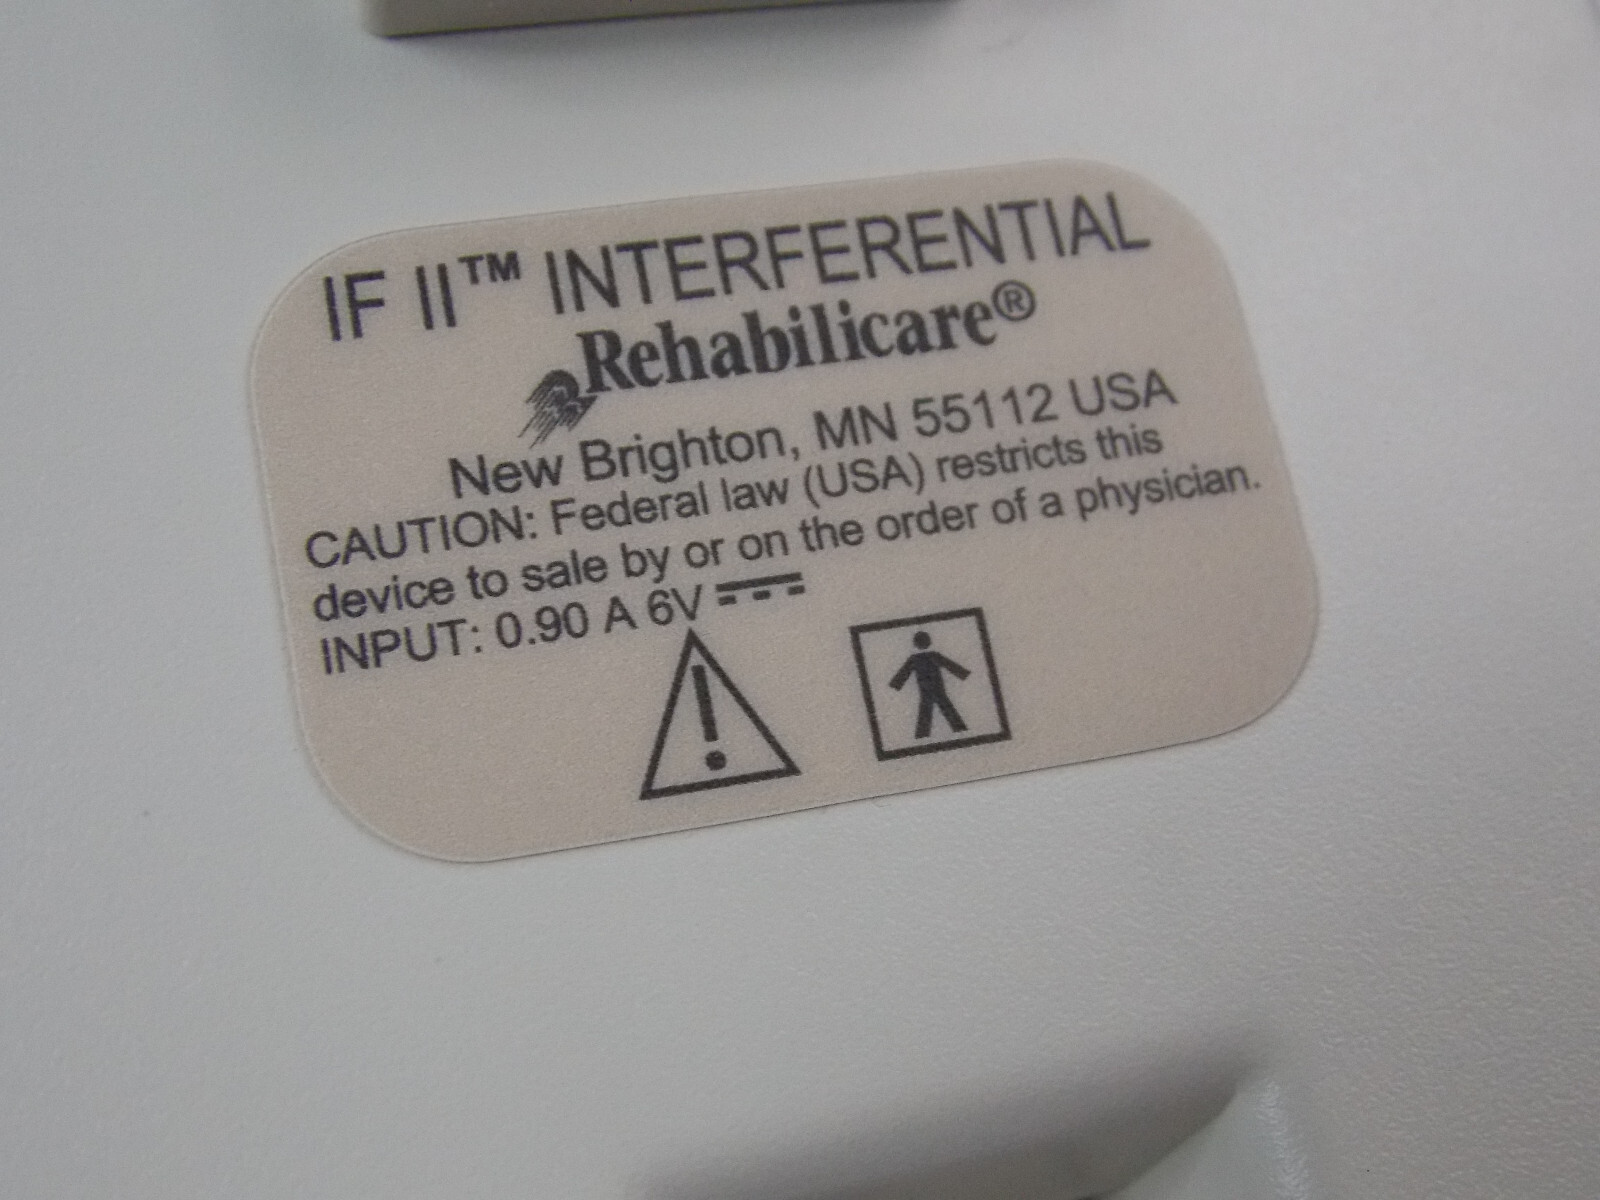 IF II™ INTERFERENTIAL
Rehabilicare®
New Brighton, MN 55112 USA
CAUTION: Federal law (USA) restricts this
device to sale by or on the order of a physician.
INPUT: 0.90 A 6V ⎓